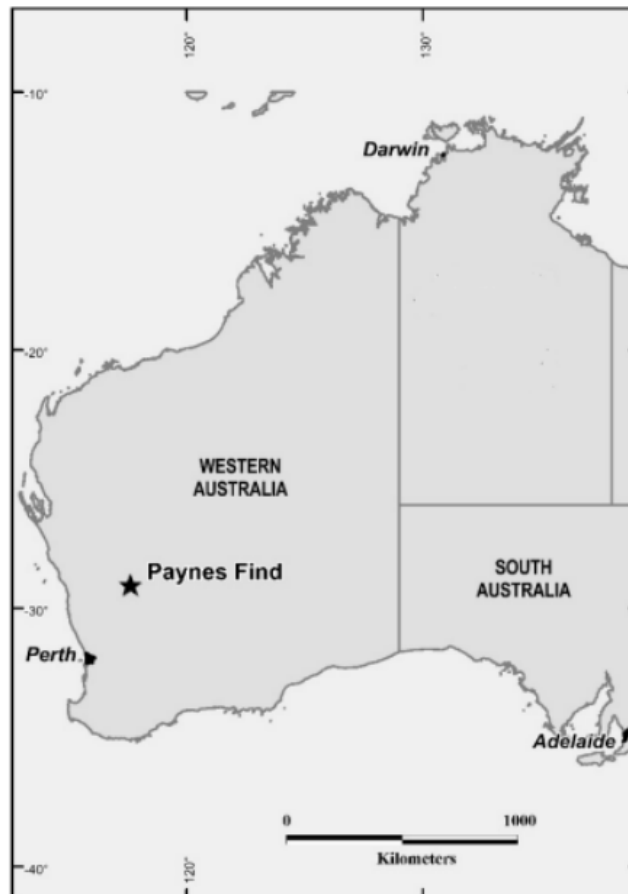 120°
130°
-10°
Darwin
-20°
WESTERN
AUSTRALIA
Paynes Find
SOUTH
AUSTRALIA
-30°
Perth
Adelaide
0 1000
Kilometers
-40°
120°